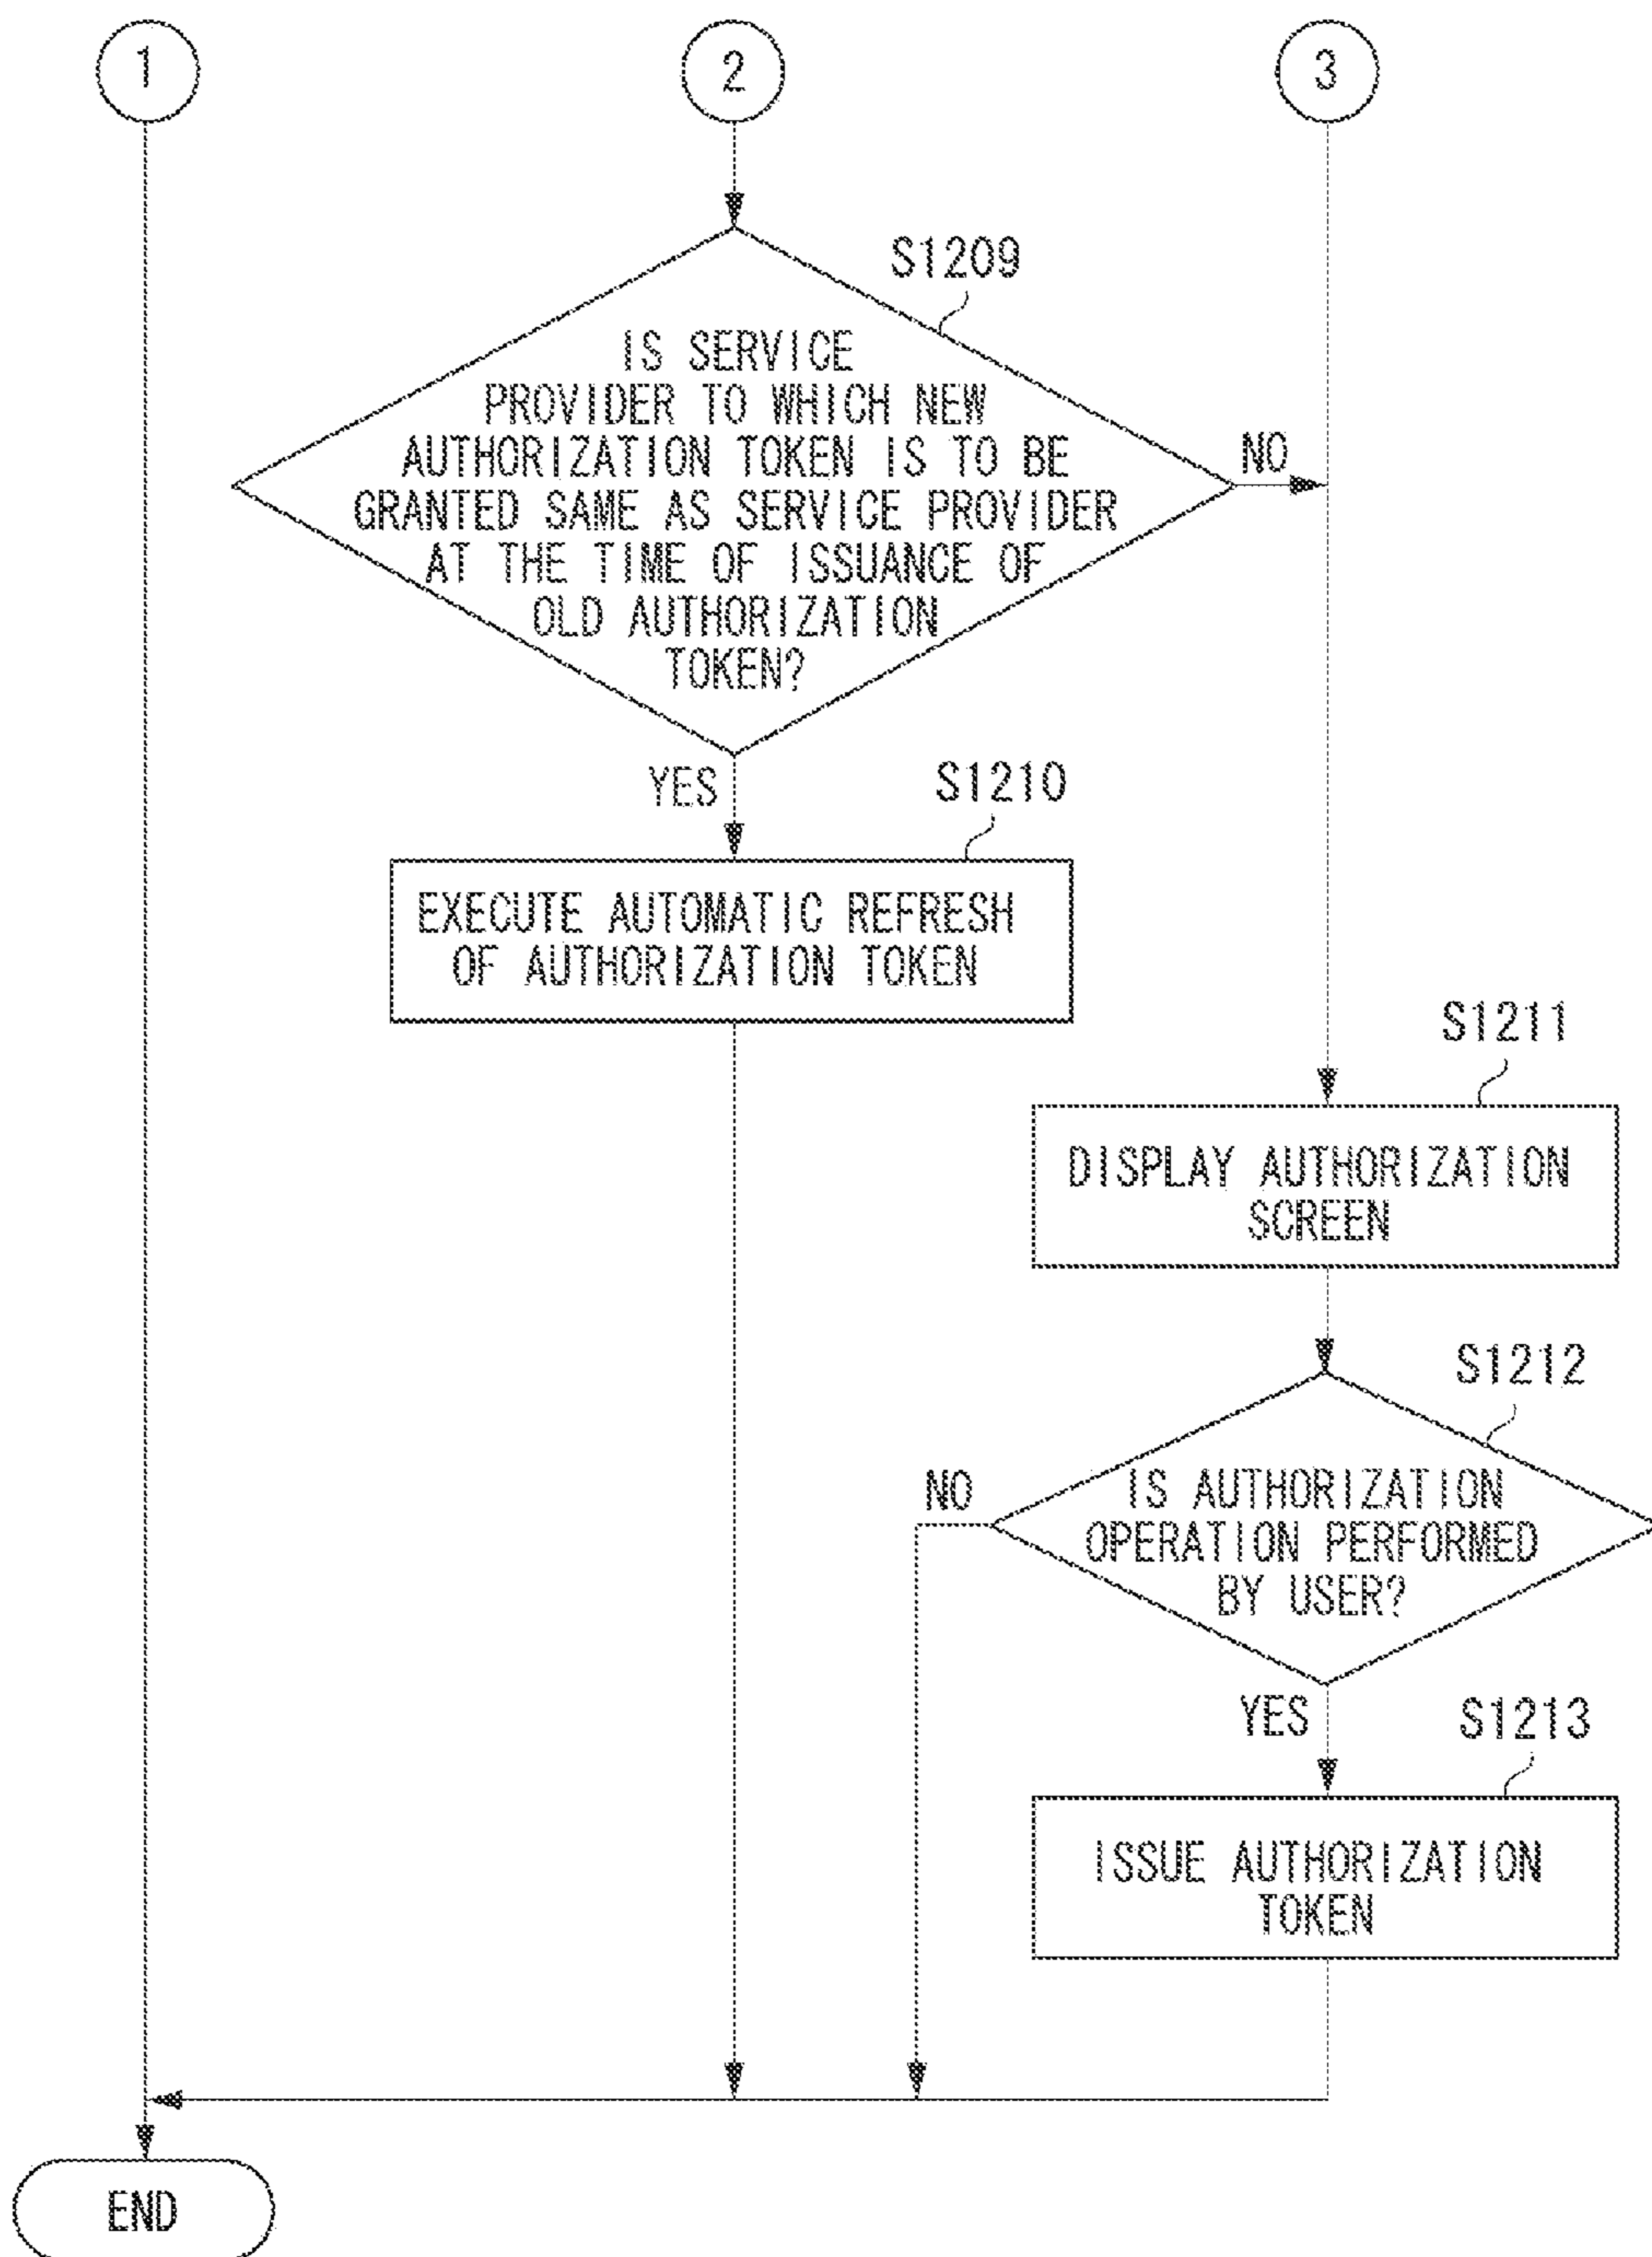 1
2
3
S1209
IS SERVICE
PROVIDER TO WHICH NEW
AUTHORIZATION TOKEN IS TO BE
GRANTED SAME AS SERVICE PROVIDER
AT THE TIME OF ISSUANCE OF
OLD AUTHORIZATION
TOKEN?
NO
YES
S1210
EXECUTE AUTOMATIC REFRESH
OF AUTHORIZATION TOKEN
S1211
DISPLAY AUTHORIZATION
SCREEN
S1212
NO
IS AUTHORIZATION
OPERATION PERFORMED
BY USER?
YES
S1213
ISSUE AUTHORIZATION
TOKEN
END